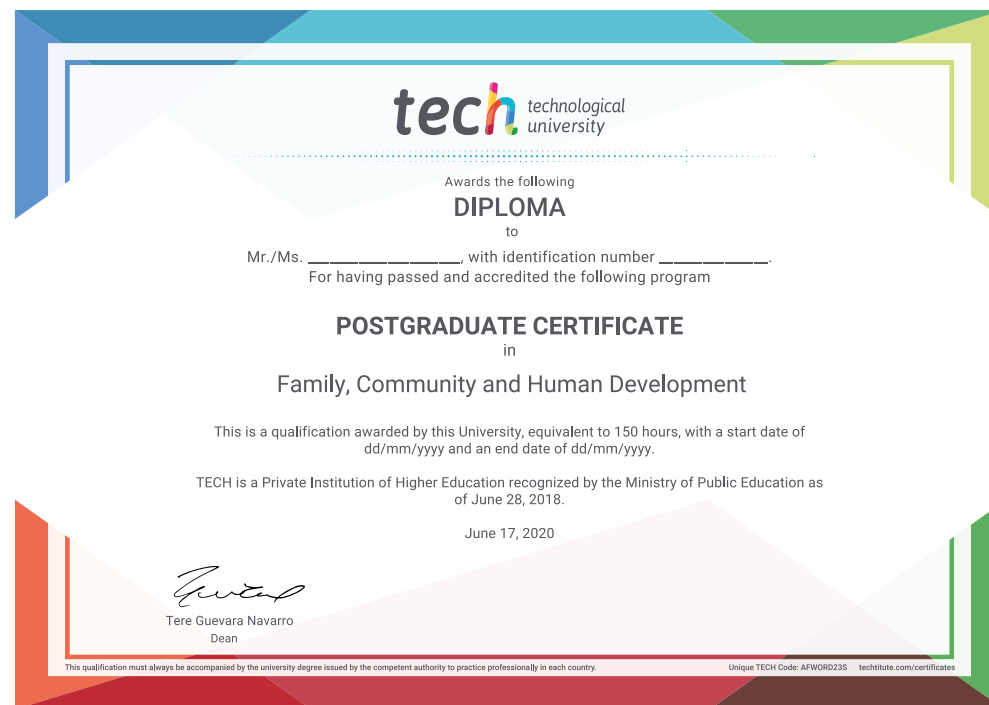 tech technological
university
Awards the following
DIPLOMA
to
Mr./Ms. ____________________, with identification number ______________.
For having passed and accredited the following program
POSTGRADUATE CERTIFICATE
in
Family, Community and Human Development
This is a qualification awarded by this University, equivalent to 150 hours, with a start date of
dd/mm/yyyy and an end date of dd/mm/yyyy.
TECH is a Private Institution of Higher Education recognized by the Ministry of Public Education as
of June 28, 2018.
June 17, 2020
Tere Guevara Navarro
Dean
This qualification must always be accompanied by the university degree issued by the competent authority to practice professionally in each country.
Unique TECH Code: AFWORD23S techtitute.com/certificates